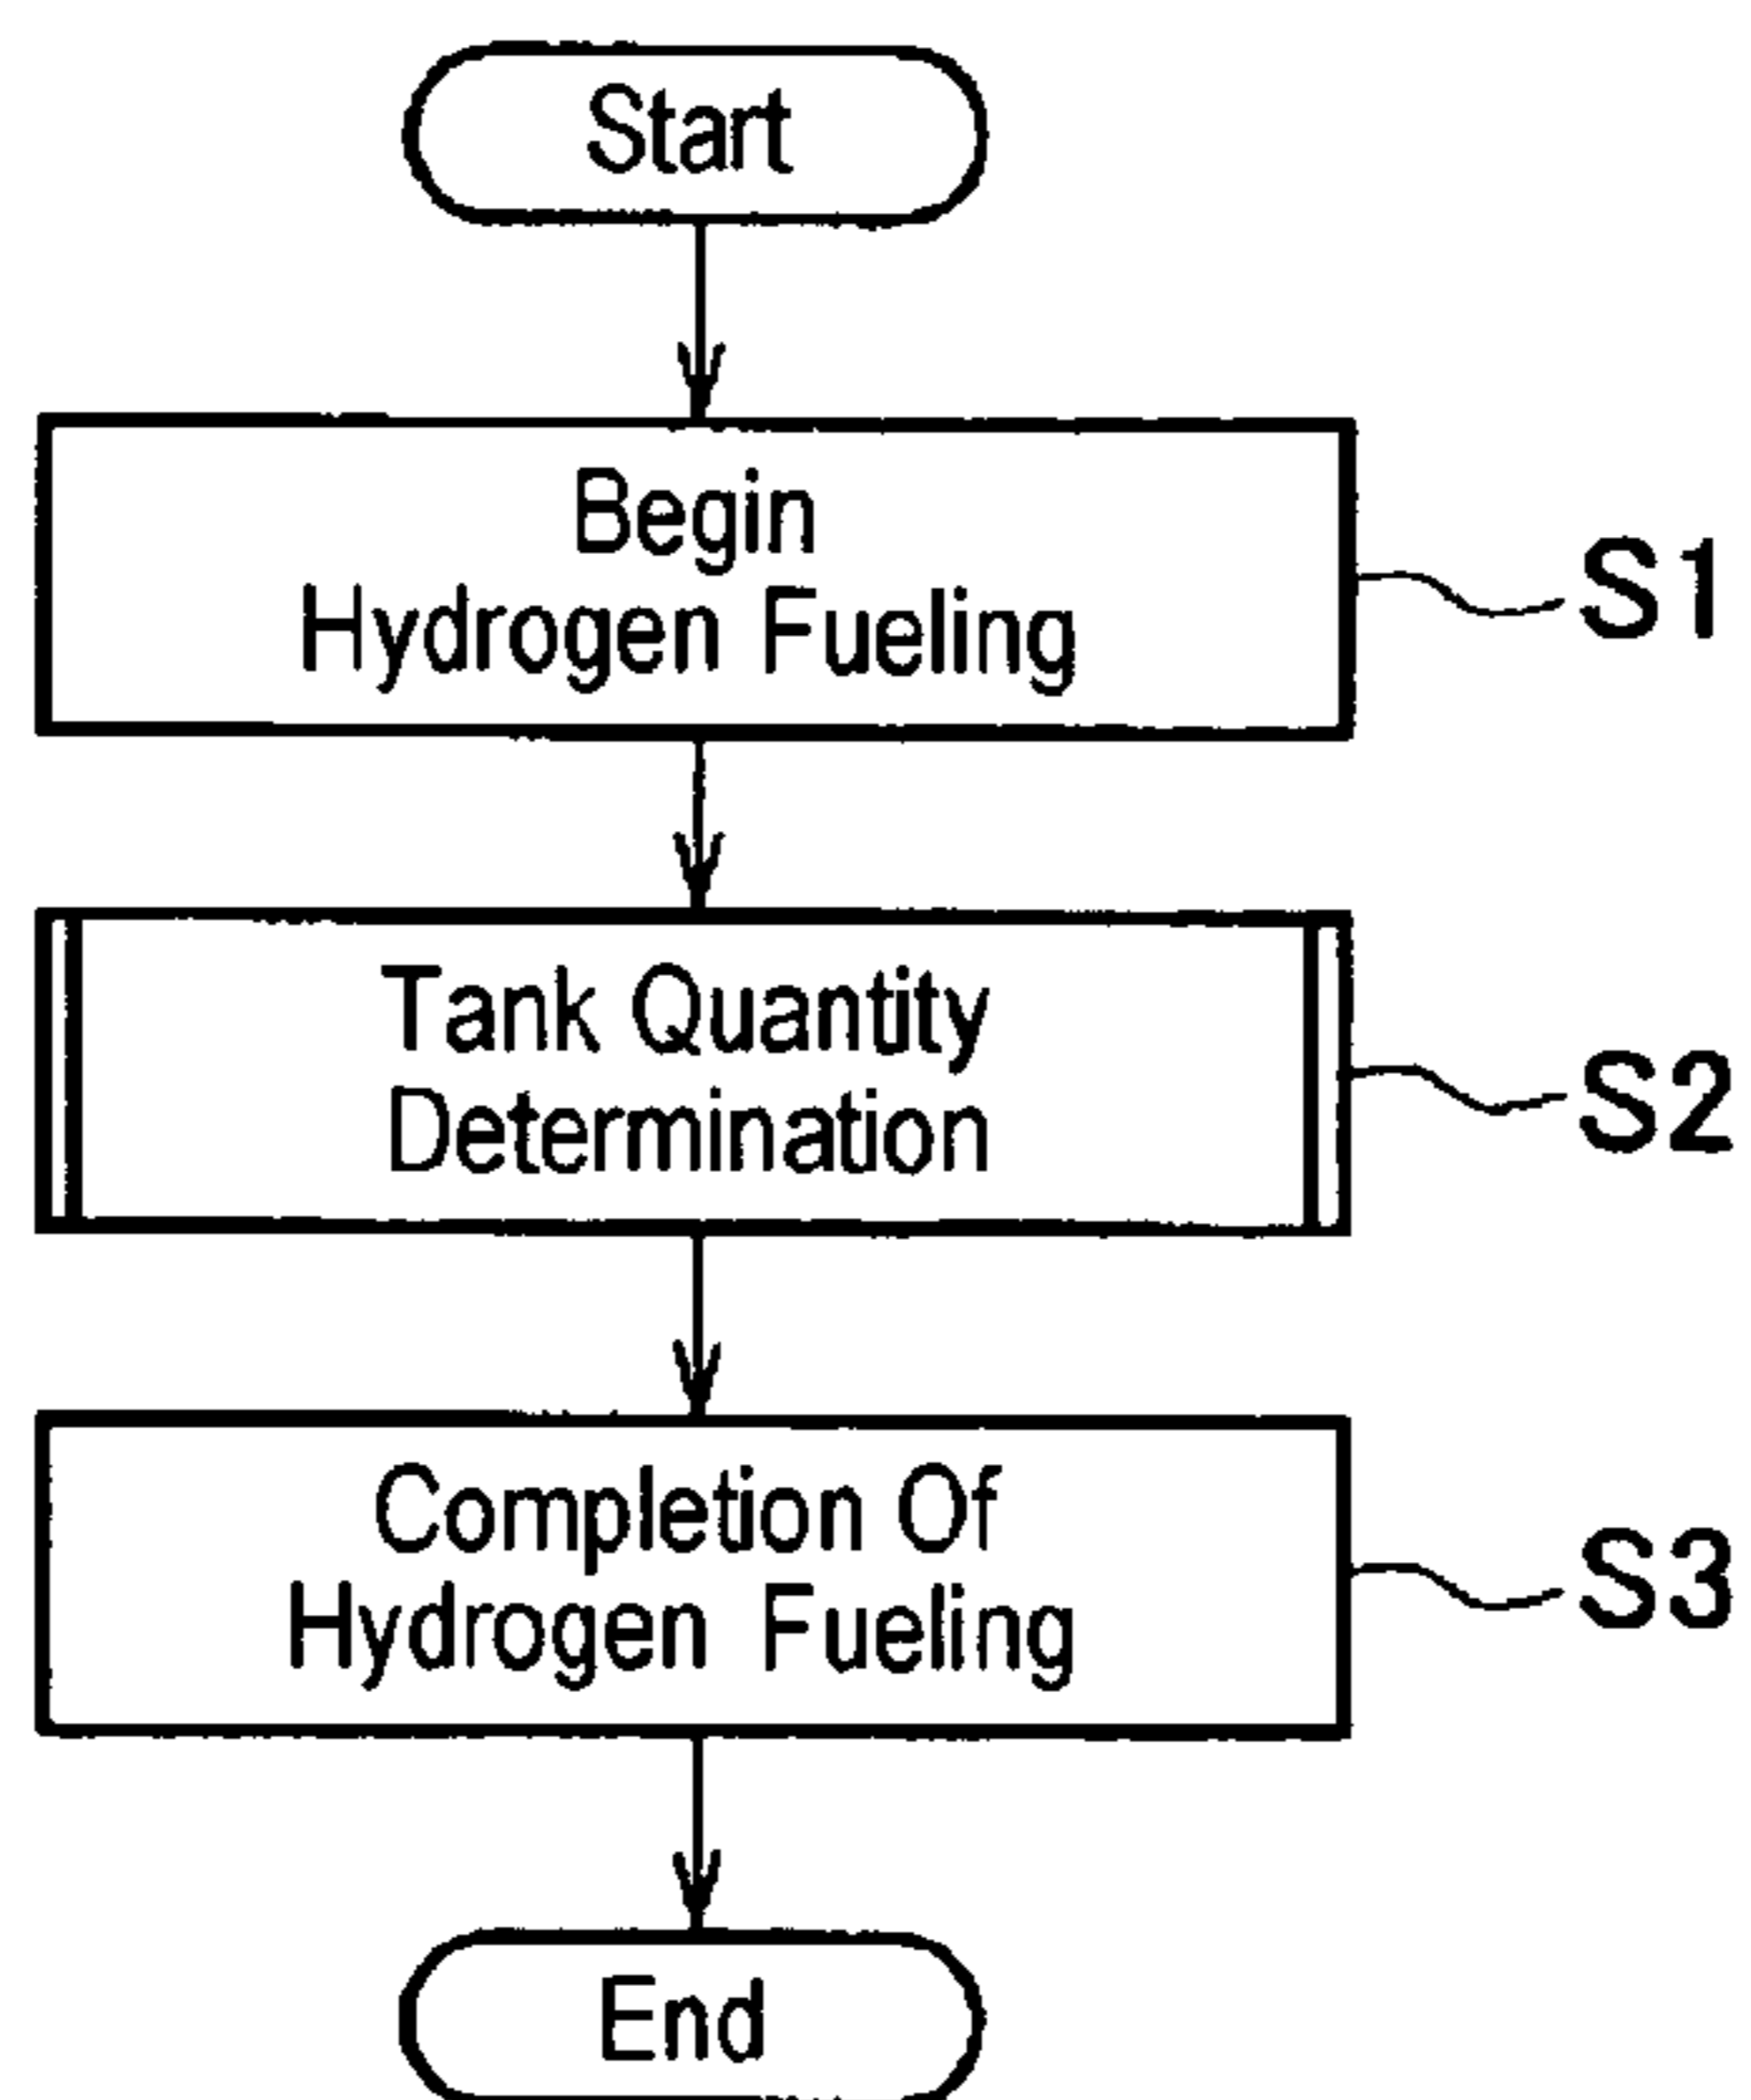 Start
Begin
Hydrogen Fueling
S1
Tank Quantity
Determination
S2
Completion Of
Hydrogen Fueling
S3
End